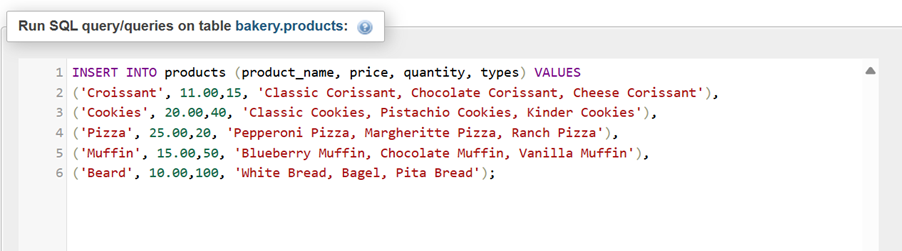 Run SQL query/queries on table bakery.products:
1 INSERT INTO products (product_name, price, quantity, types) VALUES
2 ('Croissant', 11.00,15, 'Classic Corissant, Chocolate Corissant, Cheese Corissant'),
3 ('Cookies', 20.00,40, 'Classic Cookies, Pistachio Cookies, Kinder Cookies'),
4 ('Pizza', 25.00,20, 'Pepperoni Pizza, Margheritte Pizza, Ranch Pizza'),
5 ('Muffin', 15.00,50, 'Blueberry Muffin, Chocolate Muffin, Vanilla Muffin'),
6 ('Beard', 10.00,100, 'White Bread, Bagel, Pita Bread');